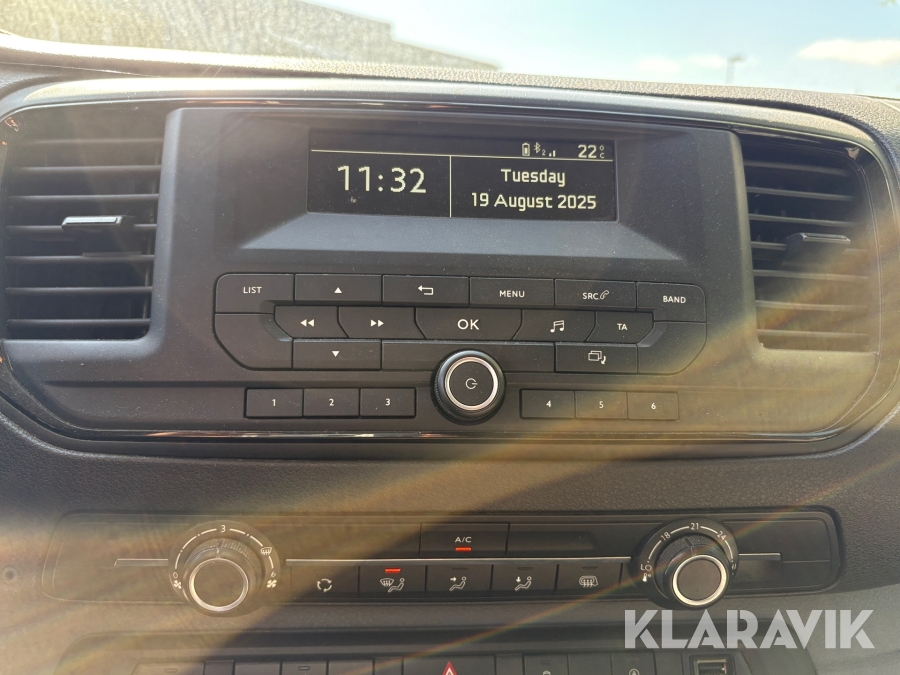 2 22°C
11:32 Tuesday
19 August 2025
LIST MENU SRC BAND
OK TA
1 2 3 4 5 6
A/C
3
18 21 24
LO
KLARAVIK